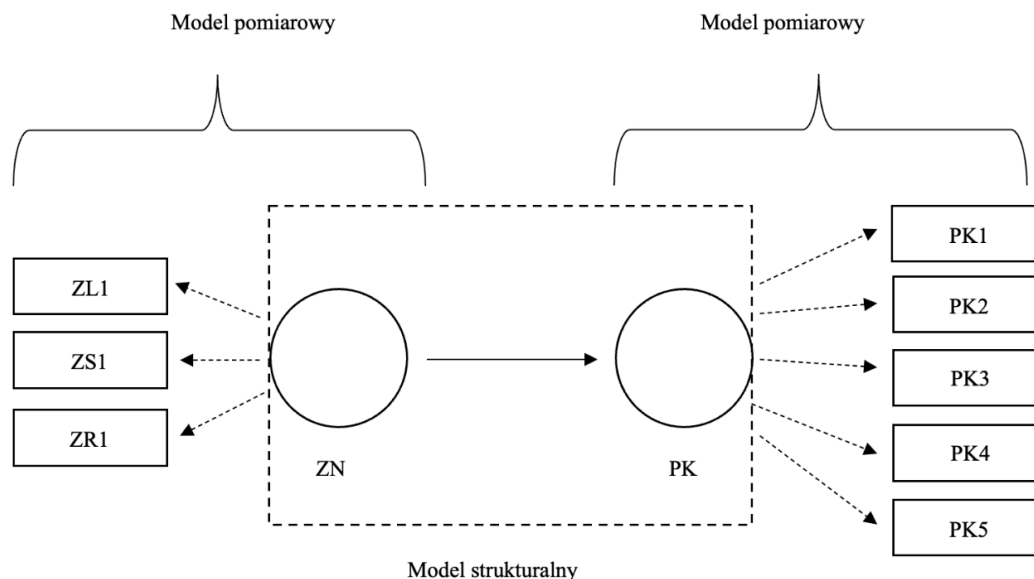 Model pomiarowy
Model pomiarowy
ZL1
ZS1
ZR1
ZN
PK
PK1
PK2
PK3
PK4
PK5
Model strukturalny